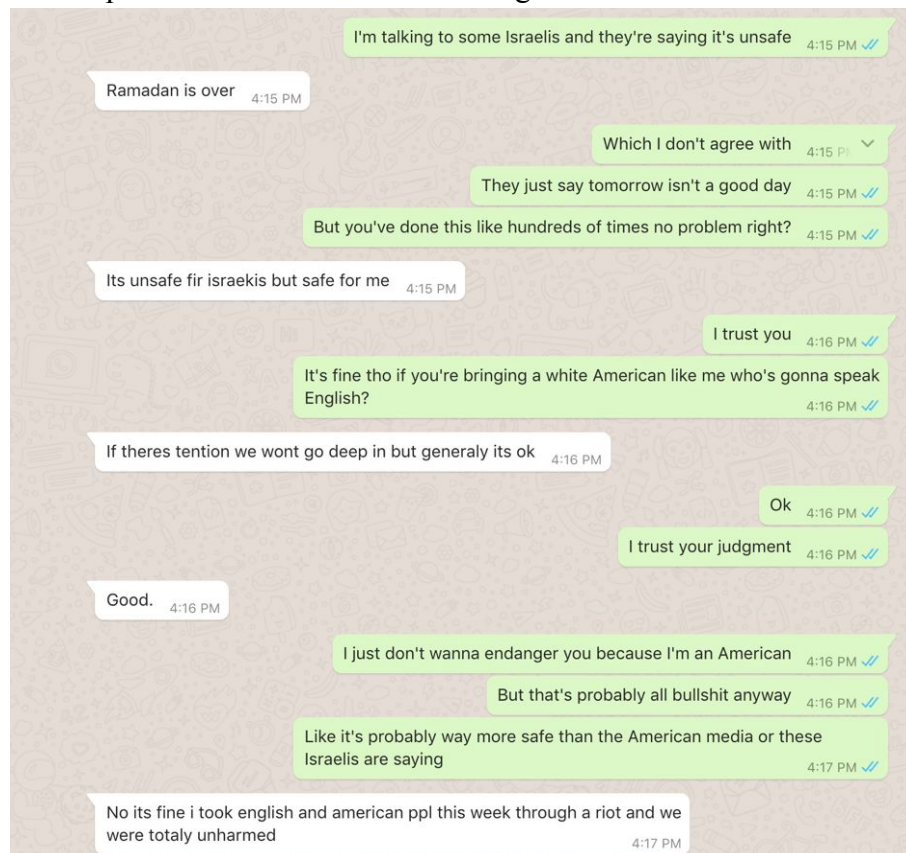 I'm talking to some Israelis and they're saying it's unsafe 4:15 PM
Ramadan is over 4:15 PM
Which I don't agree with 4:15 PM
They just say tomorrow isn't a good day 4:15 PM
But you've done this like hundreds of times no problem right? 4:15 PM
Its unsafe fir israekis but safe for me 4:15 PM
I trust you 4:16 PM
It's fine tho if you're bringing a white American like me who's gonna speak
English? 4:16 PM
If theres tention we wont go deep in but generaly its ok 4:16 PM
Ok 4:16 PM
I trust your judgment 4:16 PM
Good. 4:16 PM
I just don't wanna endanger you because I'm an American 4:16 PM
But that's probably all bullshit anyway 4:16 PM
Like it's probably way more safe than the American media or these
Israelis are saying 4:17 PM
No its fine i took english and american ppl this week through a riot and we
were totaly unharmed 4:17 PM